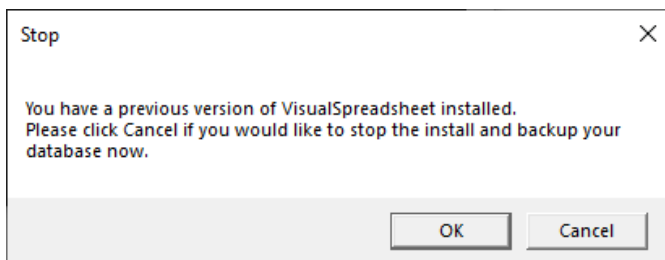 Stop
You have a previous version of VisualSpreadsheet installed.
Please click Cancel if you would like to stop the install and backup your
database now.
OK
Cancel